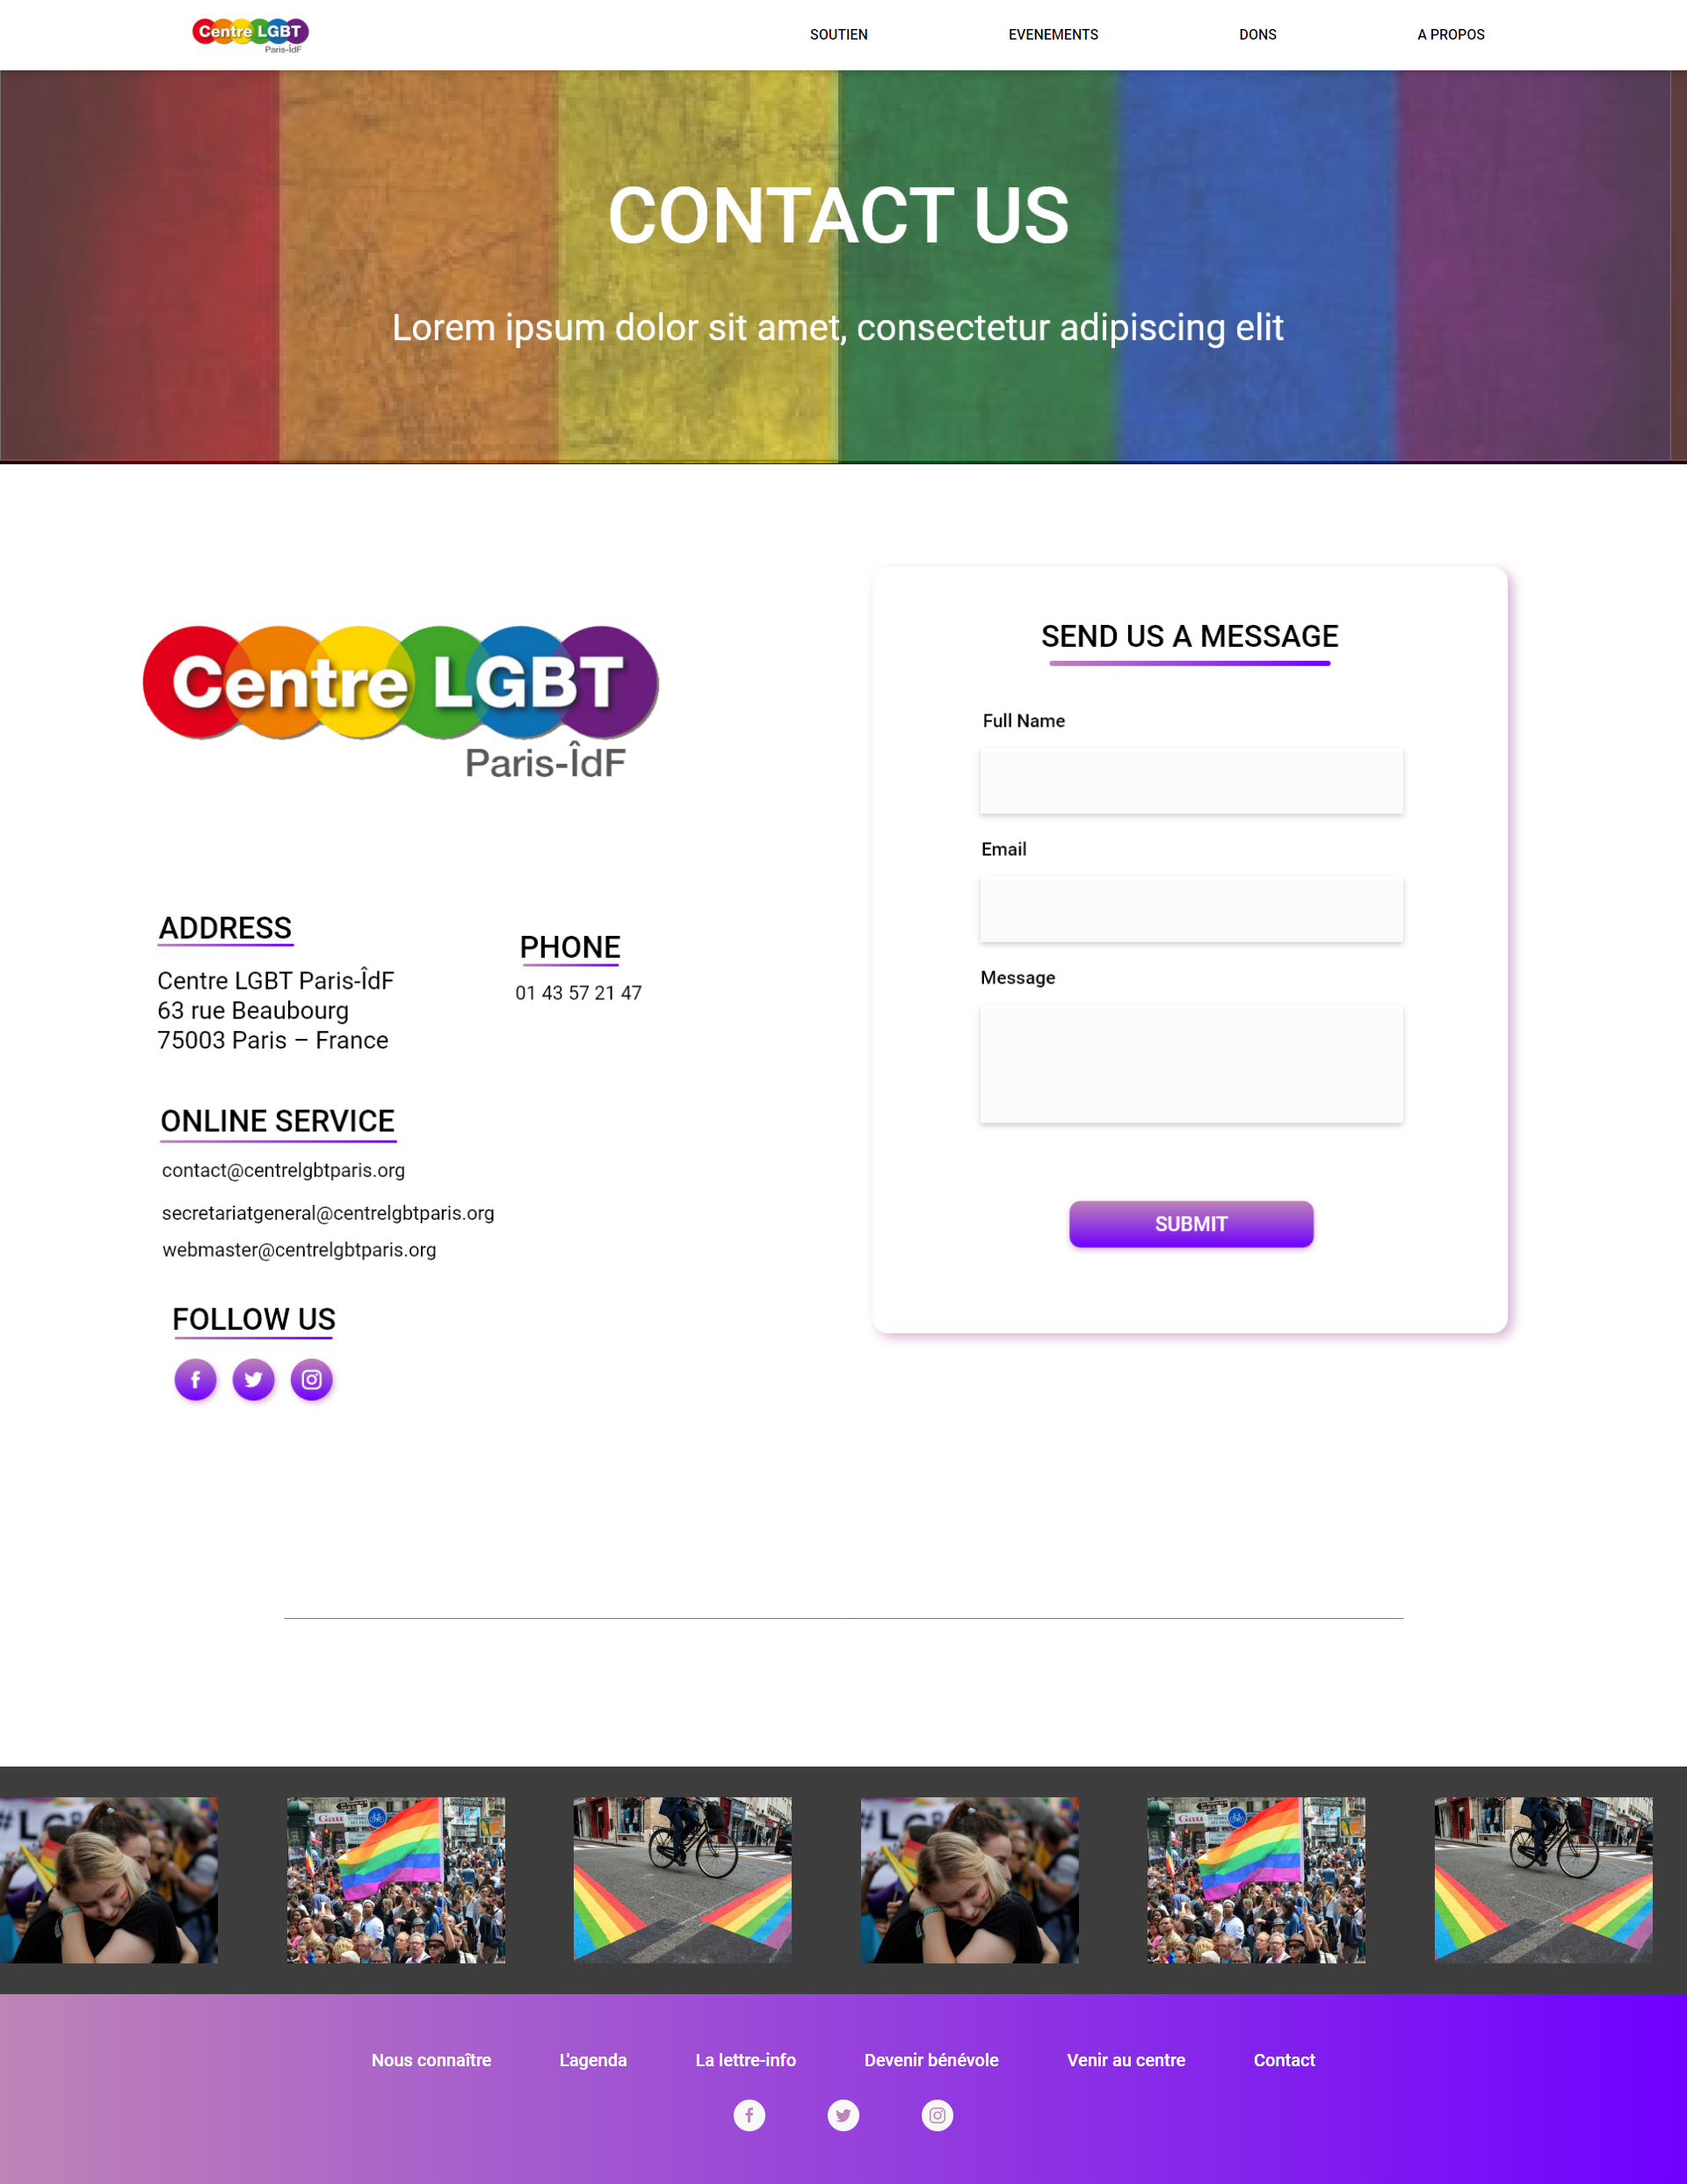 Centre LGBT
Paris-ÎdF
SOUTIEN
EVENEMENTS
DONS
A PROPOS
CONTACT US
Lorem ipsum dolor sit amet, consectetur adipiscing elit
Centre LGBT
Paris-ÎdF
ADDRESS
Centre LGBT Paris-ÎdF
63 rue Beaubourg
75003 Paris – France
PHONE
01 43 57 21 47
ONLINE SERVICE
contact@centrelgbtparis.org
secretariatgeneral@centrelgbtparis.org
webmaster@centrelgbtparis.org
FOLLOW US
SEND US A MESSAGE
Full Name
Email
Message
SUBMIT
Gau
Gau
Nous connaître
L'agenda
La lettre-info
Devenir bénévole
Venir au centre
Contact